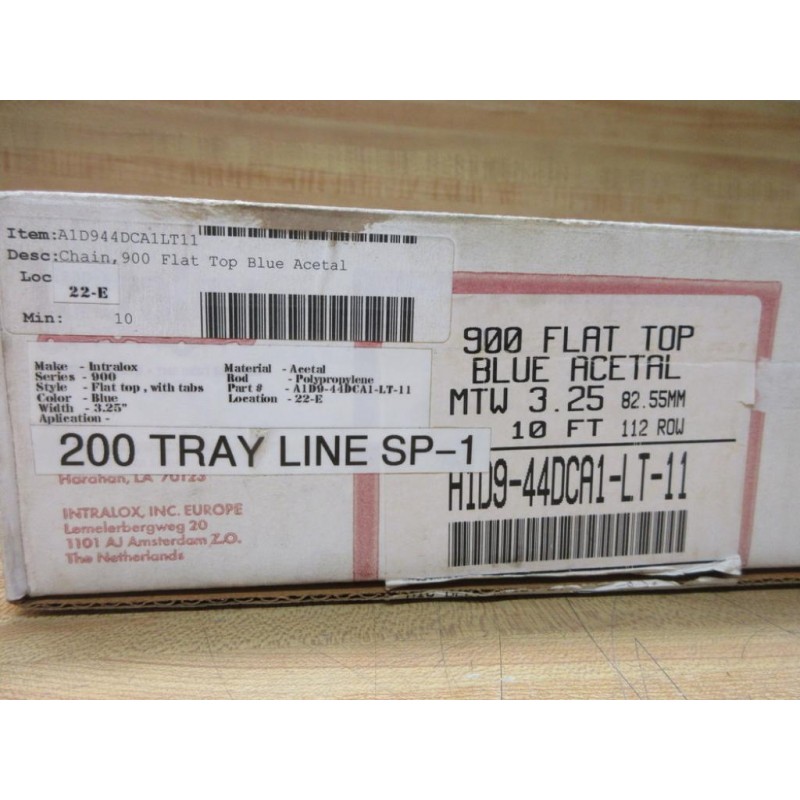 Item:A1D944DCA1LT11
Desc:Chain,900 Flat Top Blue Acetal
Loc
22-E
Min: 10
Make - Intralox
Series - 900
Style - Flat top , with tabs
Color - Blue
Width - 3.25"
Aplication -
Material - Acetal
Rod - Polypropylene
Part # - A1D9-44DCA1-LT-11
Location - 22-E
200 TRAY LINE SP-1
Harahan, LA 70123
INTRALOX, INC. EUROPE
Lemelerbergweg 20
1101 AJ Amsterdam Z.O.
The Netherlands
900 FLAT TOP
BLUE ACETAL
MTW 3.25 82.55MM
10 FT 112 ROW
A1D9-44DCA1-LT-11